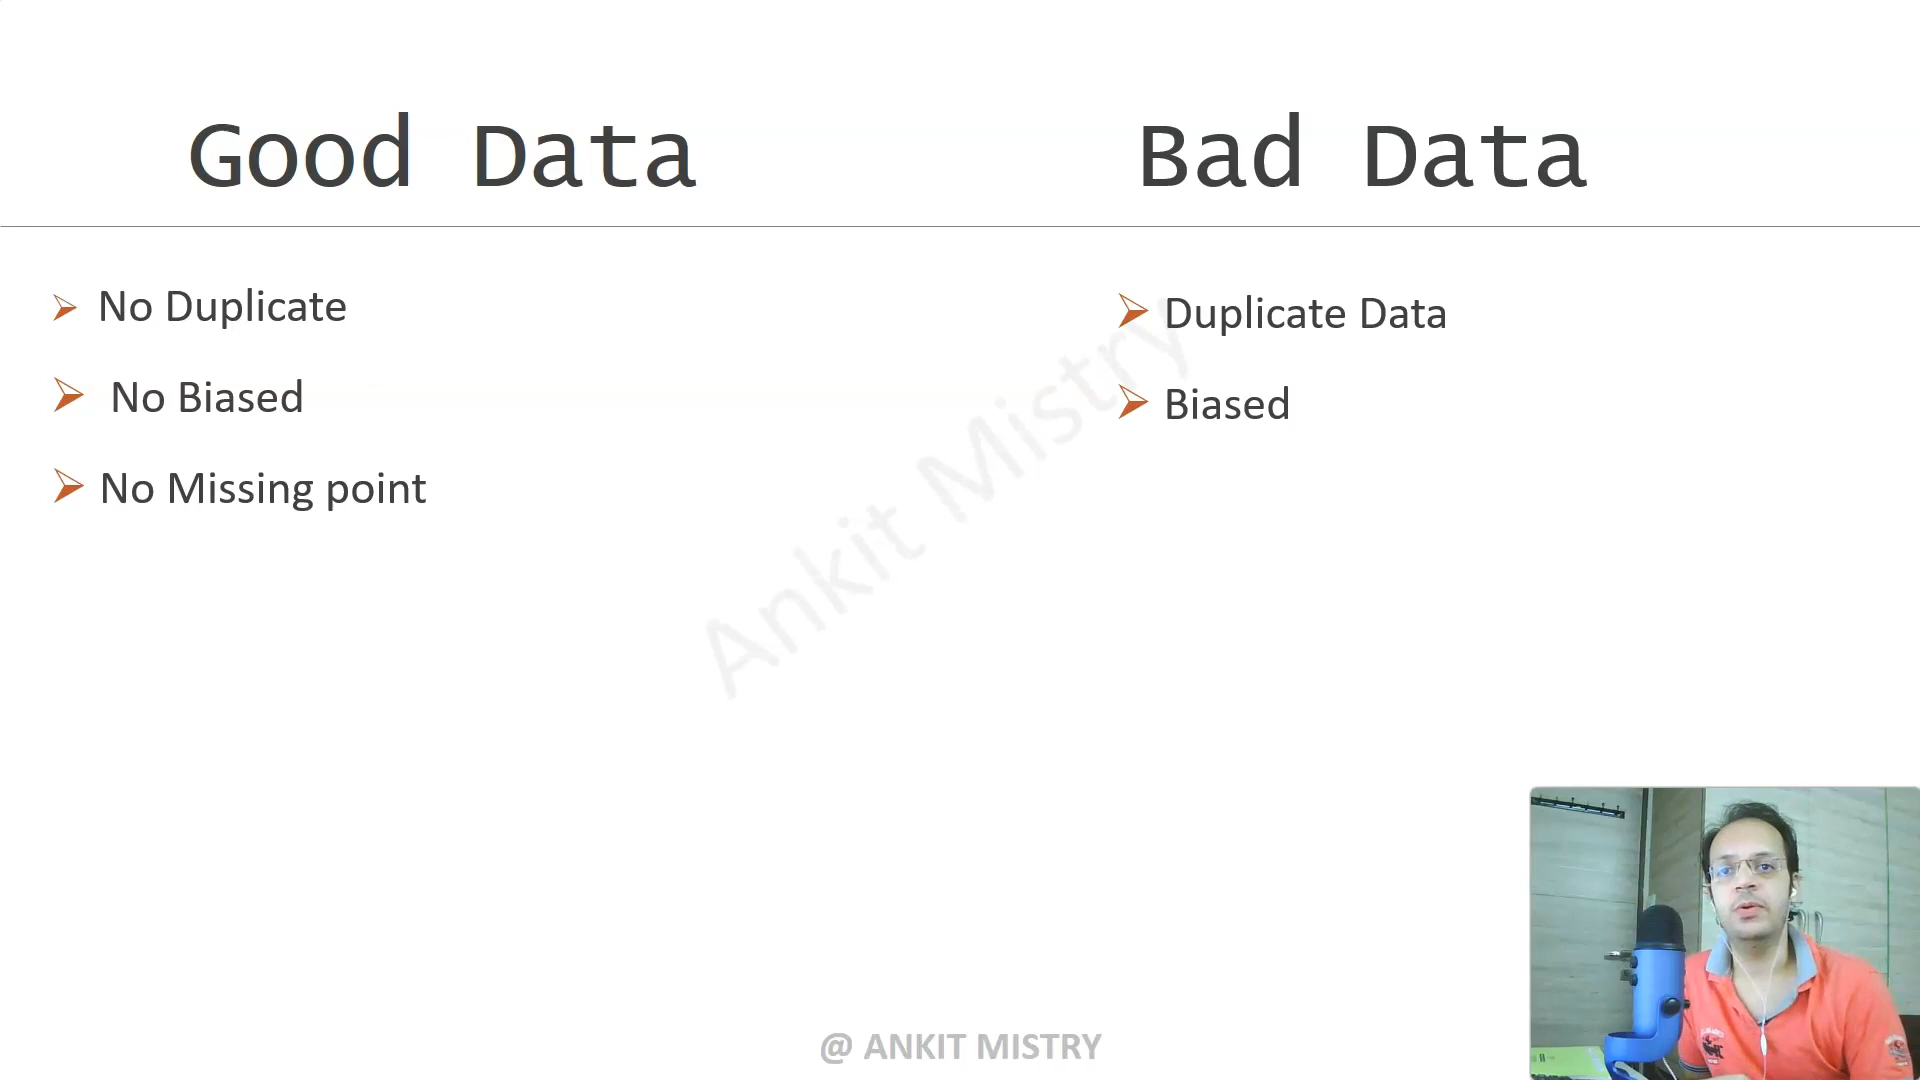 Good Data
Bad Data
No Duplicate
No Biased
No Missing point
Duplicate Data
Biased
Ankit Mistry
@ ANKIT MISTRY